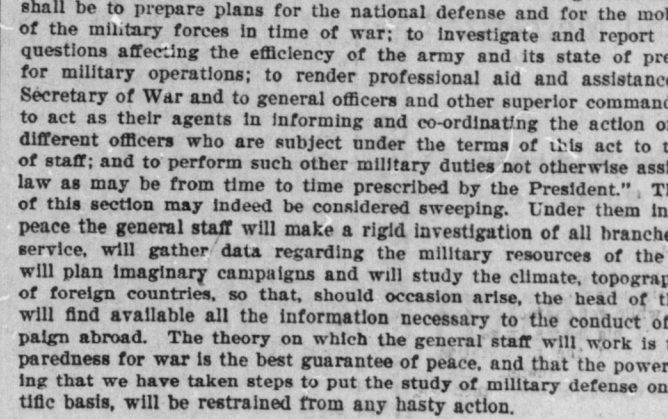 shall be to prepare plans for the national defense and for the mo
of the military forces in time of war; to investigate and report
questions affecting the efficiency of the army and its state of pre
for military operations; to render professional aid and assistanc
Secretary of War and to general officers and other superior comman
to act as their agents in informing and co-ordinating the action o
different officers who are subject under the terms of this act to t
of staff; and to perform such other military duties not otherwise assi
law as may be from time to time prescribed by the President." T
of this section may indeed be considered sweeping. Under them in
peace the general staff will make a rigid investigation of all branche
service, will gather data regarding the military resources of the
will plan imaginary campaigns and will study the climate, topograp
of foreign countries, so that, should occasion arise, the head of t
will find available all the information necessary to the conduct of
paign abroad. The theory on which the general staff will work is
paredness for war is the best guarantee of peace, and that the power
ing that we have taken steps to put the study of military defense on
tific basis, will be restrained from any hasty action.